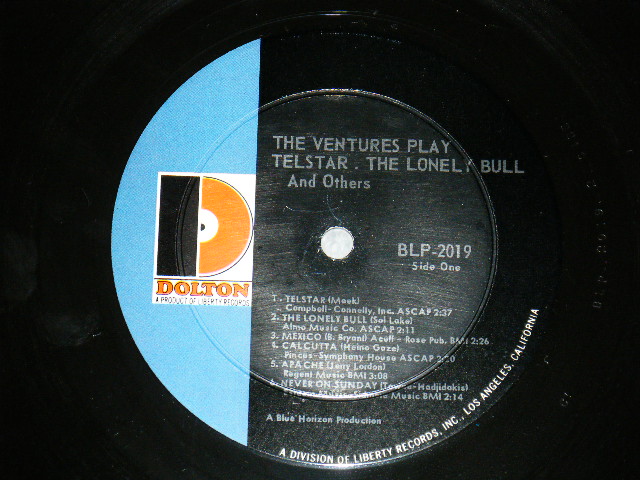 THE VENTURES PLAY
TELSTAR . THE LONELY BULL
And Others
BLP-2019
Side One
DOLTON
A PRODUCT OF LIBERTY RECORDS
1. TELSTAR (Meek)
Campbell-Connelly, Inc. ASCAP 2:37
2. THE LONELY BULL (Sol Lake)
Almo Music Co. ASCAP 2:11
3. MEXICO (B. Bryant) Acuff - Rose Pub. BMI 2:26
4. CALCUTTA (Heino Gaze)
Pincus-Symphony House ASCAP
5. APACHE (Jerry Lordon)
Regent Music BMI 3:08
6. NEVER ON SUNDAY
Music BMI 2:14
A Blue Horizon Production
A DIVISION OF LIBERTY RECORDS, INC., LOS ANGELES, CALIFORNIA